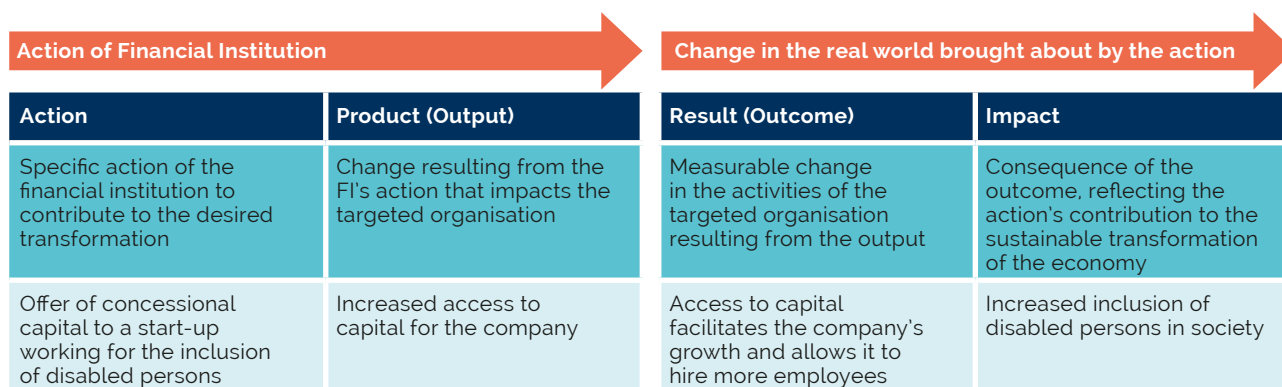 Action of Financial Institution
Change in the real world brought about by the action
Action
Product (Output)
Result (Outcome)
Impact
Specific action of the
financial institution to
contribute to the desired
transformation
Change resulting from the
FI's action that impacts the
targeted organisation
Measurable change
in the activities of the
targeted organisation
resulting from the output
Consequence of the
outcome, reflecting the
action's contribution to the
sustainable transformation
of the economy
Offer of concessional
capital to a start-up
working for the inclusion
of disabled persons
Increased access to
capital for the company
Access to capital
facilitates the company's
growth and allows it to
hire more employees
Increased inclusion of
disabled persons in society